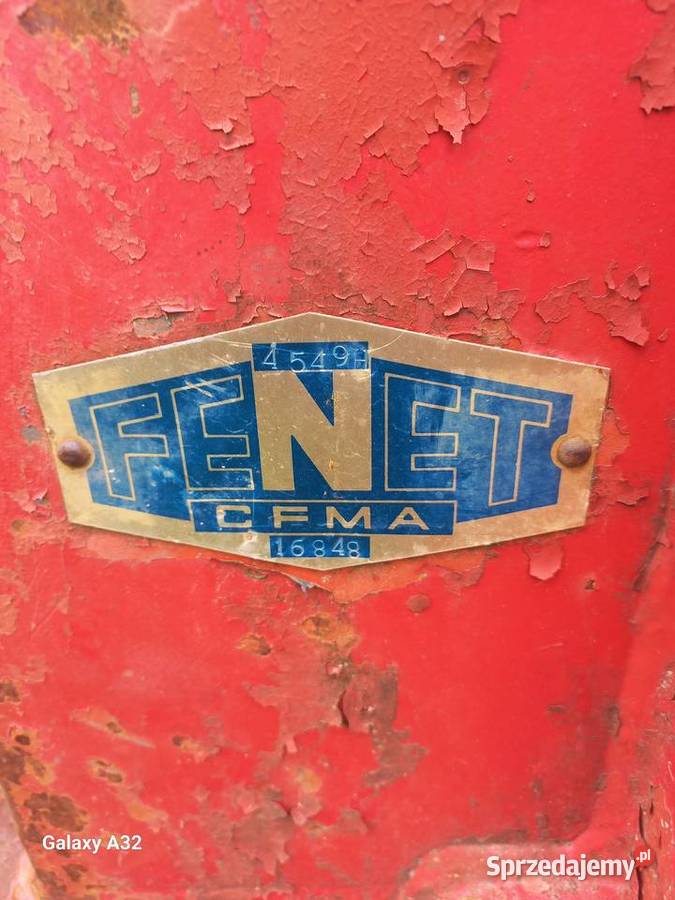 4549H
FENET
CFMA
16848
Galaxy A32
Sprzedajemy.pl